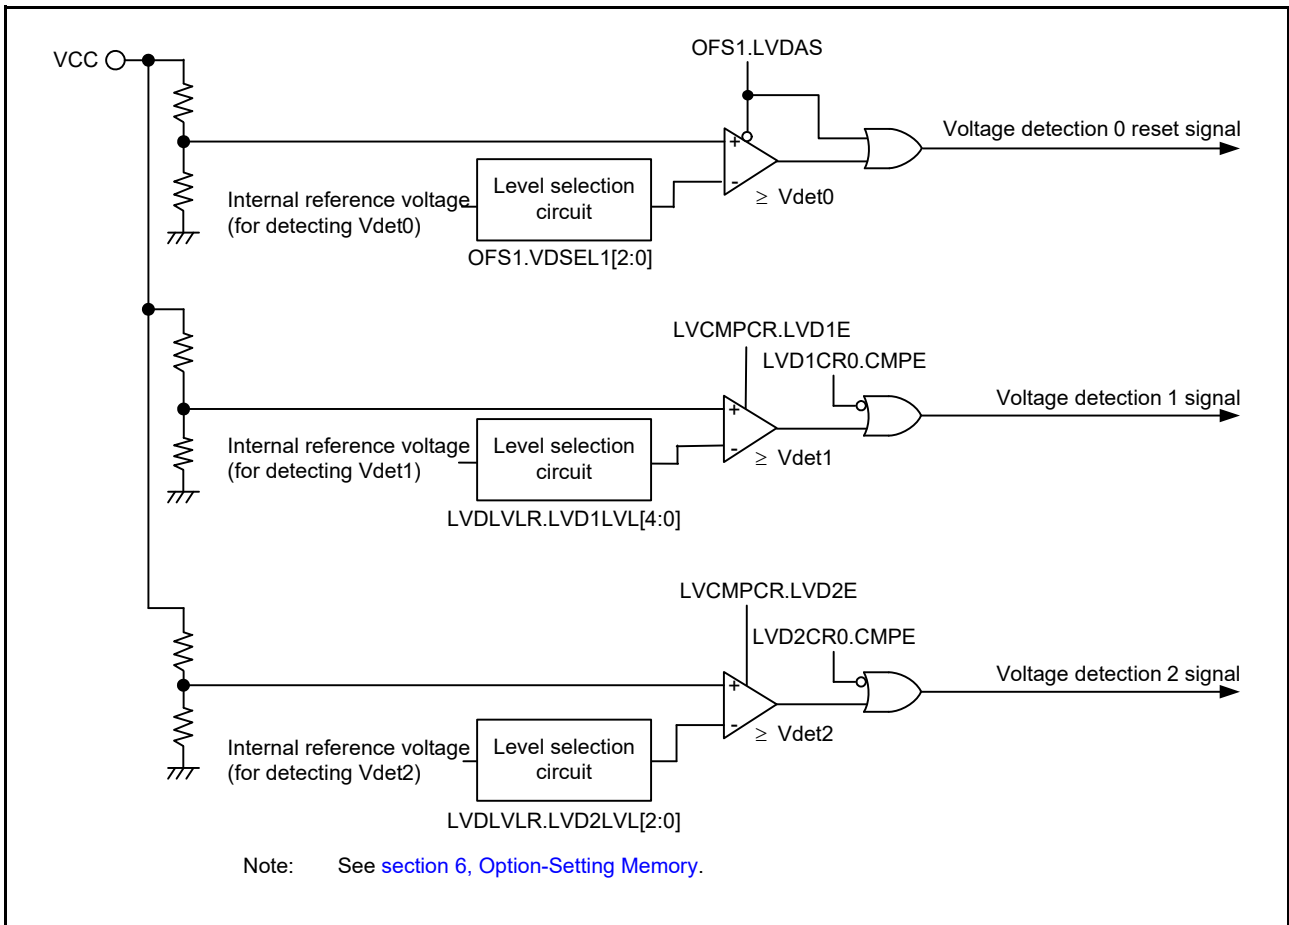 OFS1.LVDAS
VCC
Voltage detection 0 reset signal
+
Level selection
circuit
-
Internal reference voltage
(for detecting Vdet0)
≥ Vdet0
OFS1.VDSEL1[2:0]
LVCMPCR.LVD1E
LVD1CR0.CMPE
Voltage detection 1 signal
+
Internal reference voltage
(for detecting Vdet1)
Level selection
circuit
-
≥ Vdet1
LVDLVLR.LVD1LVL[4:0]
LVCMPCR.LVD2E
LVD2CR0.CMPE
Voltage detection 2 signal
+
-
≥ Vdet2
Internal reference voltage
(for detecting Vdet2)
Level selection
circuit
LVDLVLR.LVD2LVL[2:0]
Note: See section 6, Option-Setting Memory.